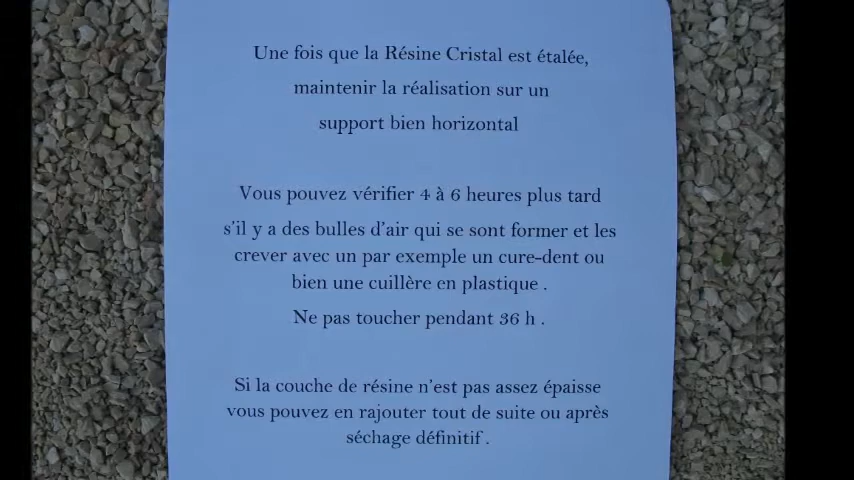 Une fois que la Résine Cristal est étalée,
maintenir la réalisation sur un
support bien horizontal
Vous pouvez vérifier 4 à 6 heures plus tard
s'il y a des bulles d'air qui se sont former et les
crever avec un par exemple un cure-dent ou
bien une cuillère en plastique .
Ne pas toucher pendant 36 h .
Si la couche de résine n'est pas assez épaisse
vous pouvez en rajouter tout de suite ou après
séchage définitif .